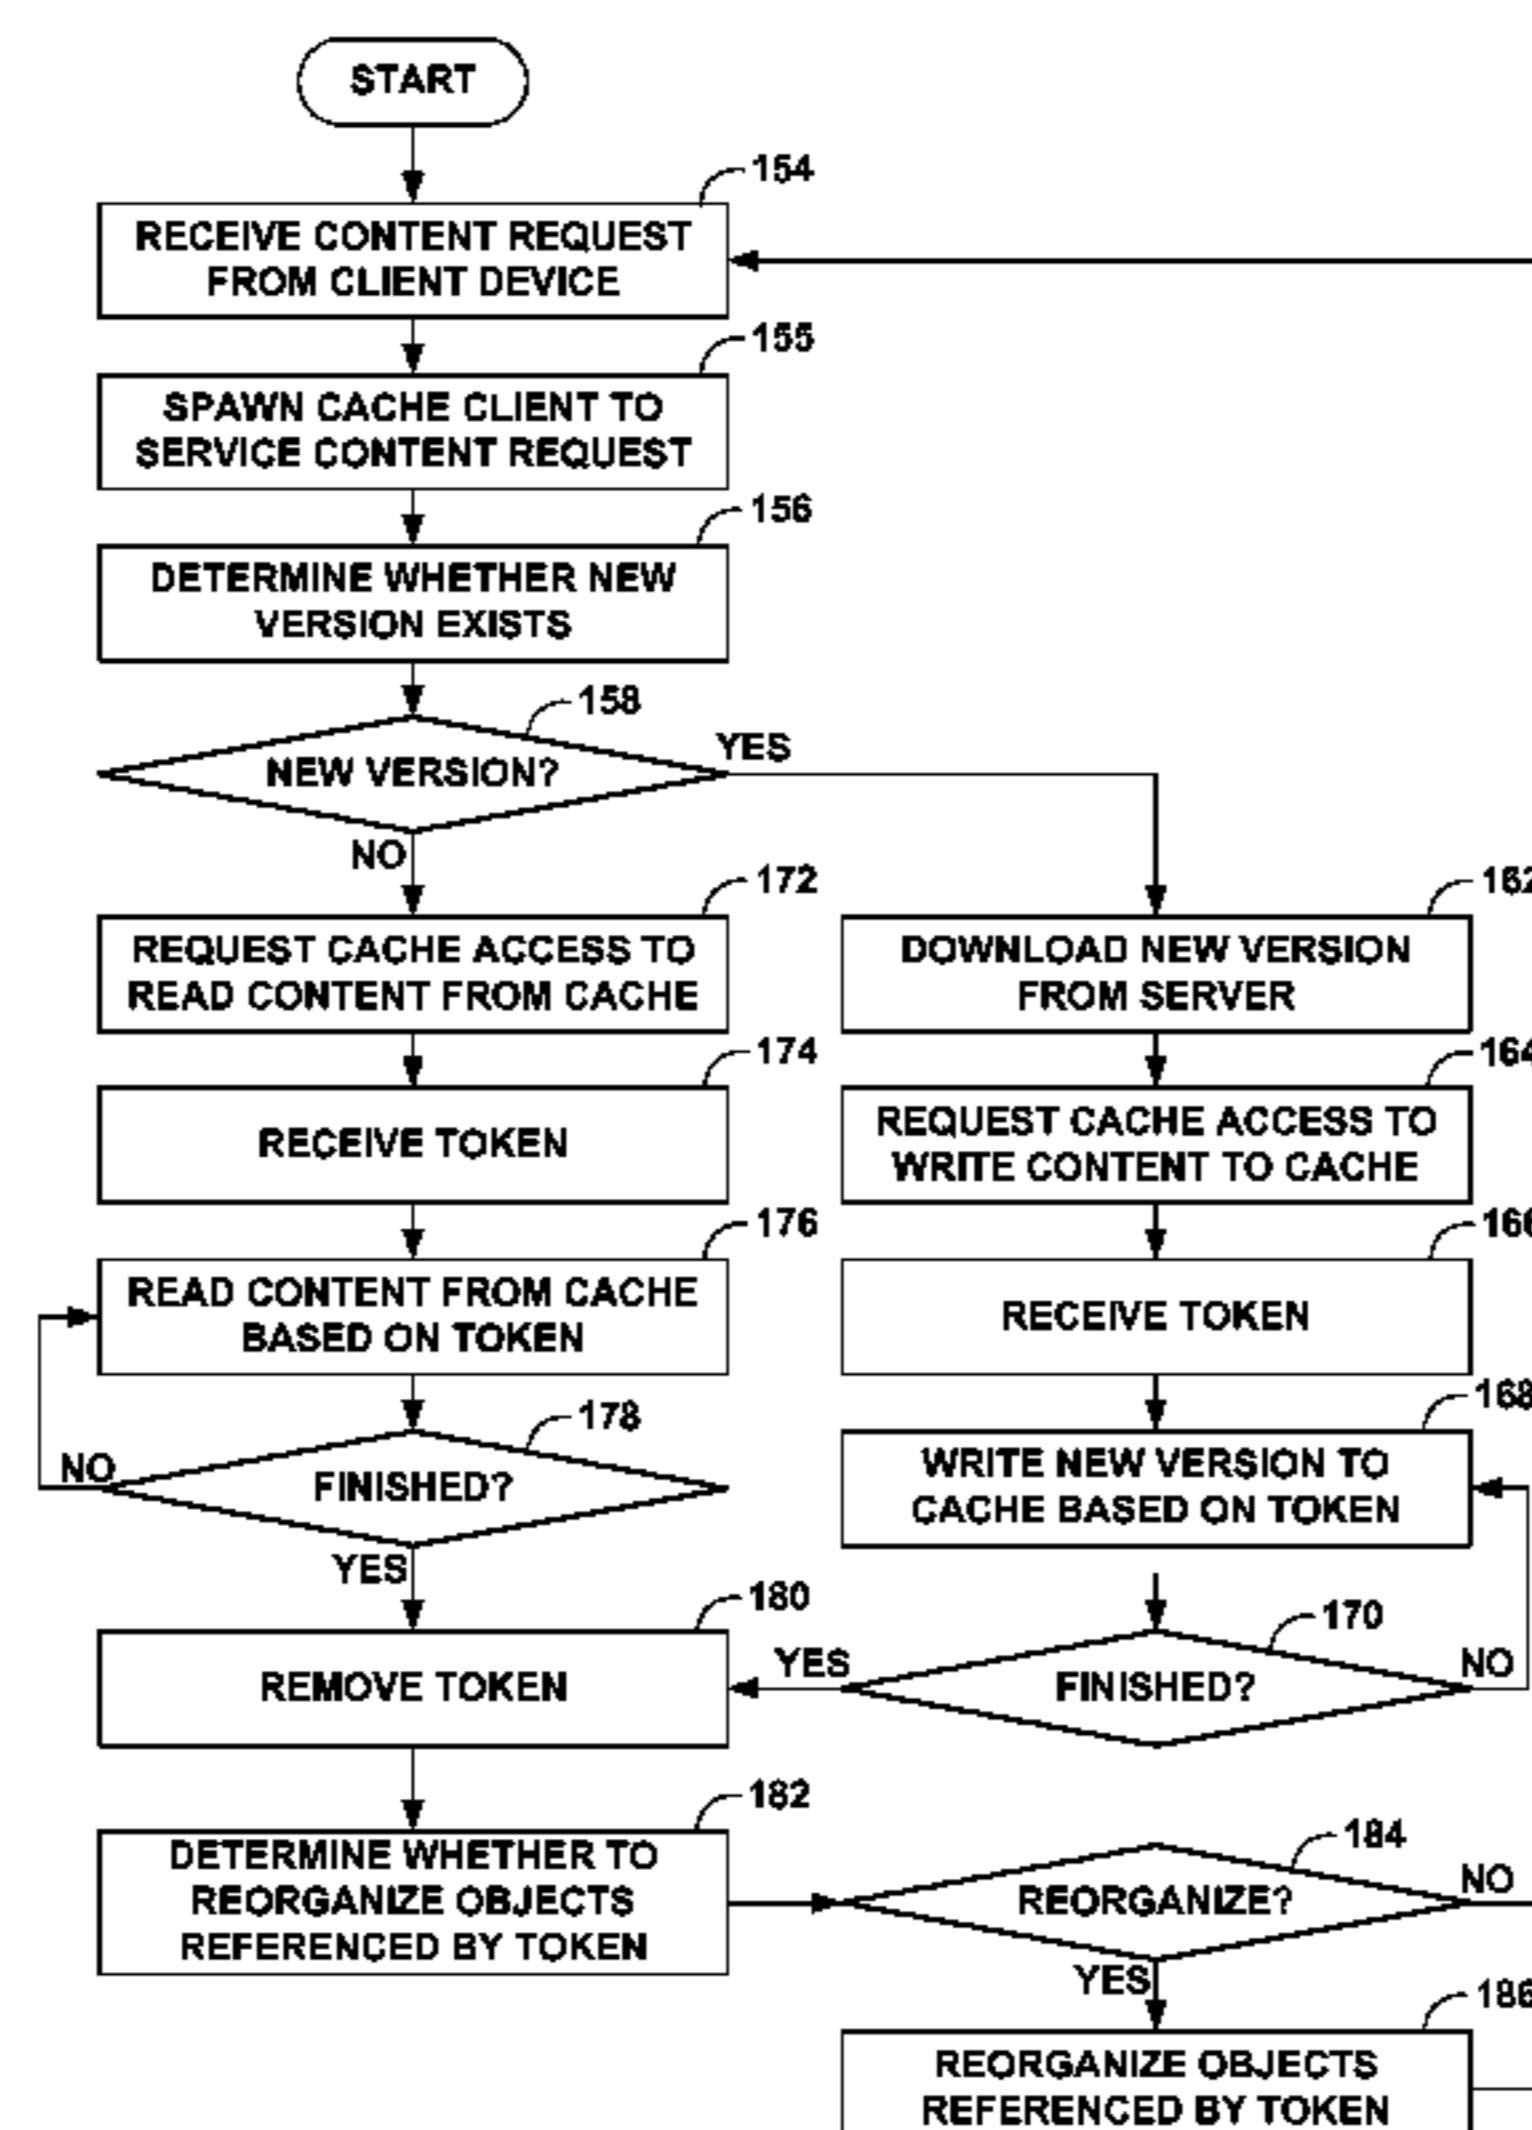 START
154
RECEIVE CONTENT REQUEST
FROM CLIENT DEVICE
155
SPAWN CACHE CLIENT TO
SERVICE CONTENT REQUEST
156
DETERMINE WHETHER NEW
VERSION EXISTS
158
NEW VERSION?
YES
NO
172
REQUEST CACHE ACCESS TO
READ CONTENT FROM CACHE
174
RECEIVE TOKEN
176
READ CONTENT FROM CACHE
BASED ON TOKEN
178
FINISHED?
NO
YES
162
DOWNLOAD NEW VERSION
FROM SERVER
164
REQUEST CACHE ACCESS TO
WRITE CONTENT TO CACHE
166
RECEIVE TOKEN
168
WRITE NEW VERSION TO
CACHE BASED ON TOKEN
170
FINISHED?
NO
YES
180
REMOVE TOKEN
182
DETERMINE WHETHER TO
REORGANIZE OBJECTS
REFERENCED BY TOKEN
184
REORGANIZE?
NO
YES
186
REORGANIZE OBJECTS
REFERENCED BY TOKEN